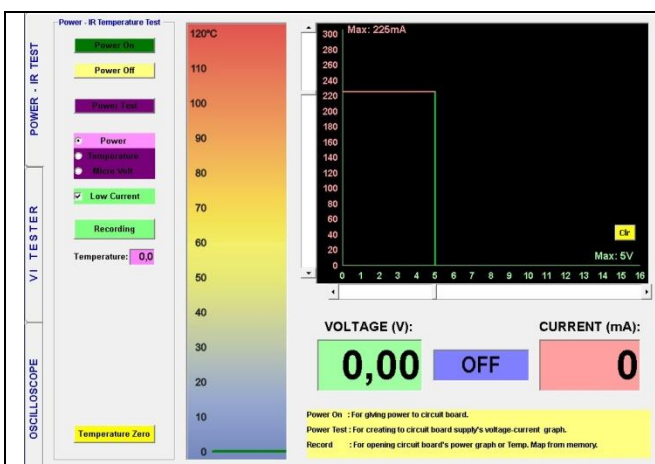 POWER - IR TEST
VI TESTER
OSCILLOSCOPE
Power - IR Temperature Test
Power On
Power Off
Power Test
Power
Temperature
Micro Volt
Low Current
Recording
Temperature: 0,0
Temperature Zero
120°C
110
100
90
80
70
60
50
40
30
20
10
0
Max: 225mA
300
280
260
240
220
200
180
160
140
120
100
80
60
40
20
0
Clr
Max: 5V
0 1 2 3 4 5 6 7 8 9 10 11 12 13 14 15 16
VOLTAGE (V):
0,00
OFF
CURRENT (mA):
0
Power On : For giving power to circuit board.
Power Test : For creating to circuit board supply's voltage-current graph.
Record : For opening circuit board's power graph or Temp. Map from memory.